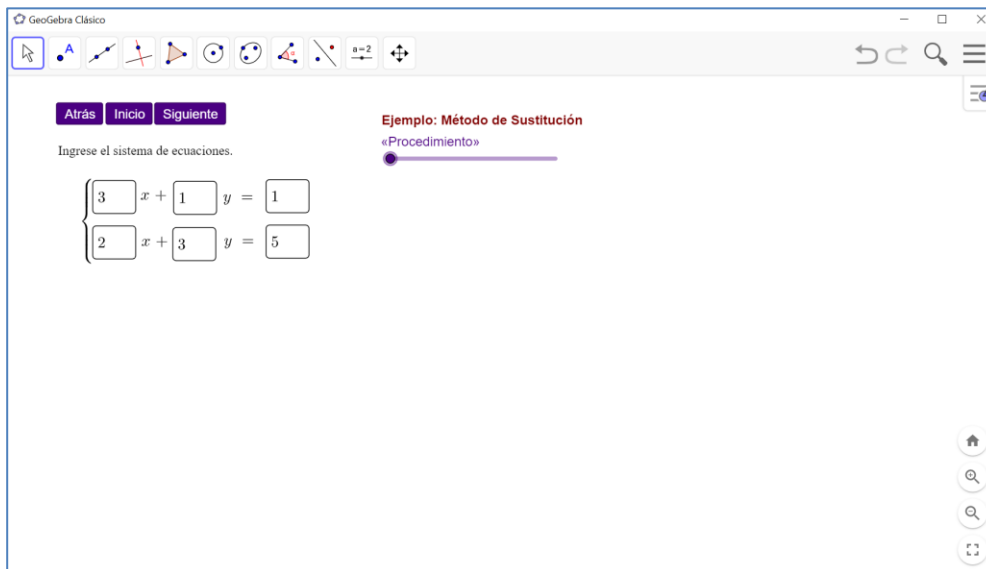 GeoGebra Clásico
A
a=2
Atrás Inicio Siguiente
Ejemplo: Método de Sustitución
«Procedimiento»
Ingrese el sistema de ecuaciones.
3 x + 1 y = 1
2 x + 3 y = 5